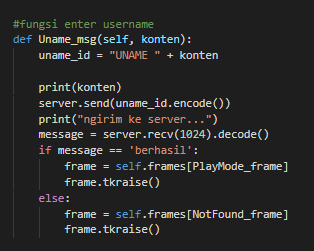 #fungsi enter username
def Uname_msg(self, konten):
    uname_id = "UNAME " + konten

    print(konten)
    server.send(uname_id.encode())
    print("ngirim ke server...")
    message = server.recv(1024).decode()
    if message == 'berhasil':
        frame = self.frames[PlayMode_frame]
        frame.tkraise()
    else:
        frame = self.frames[NotFound_frame]
        frame.tkraise()